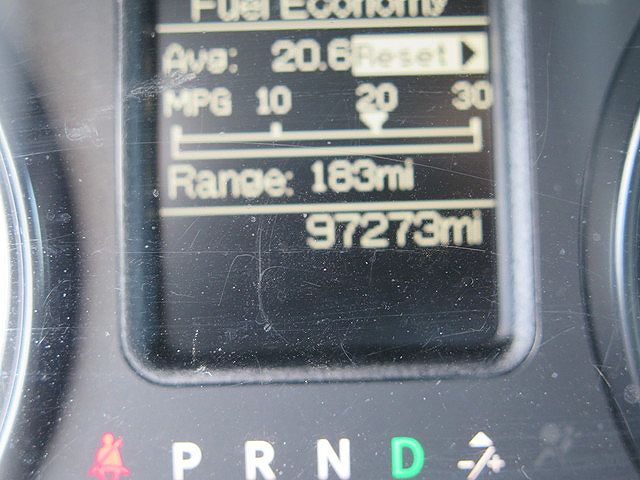 Fuel Economy
Avg: 20.6 Reset
MPG 10 20 30
Range: 183mi
97273mi
P R N D -/+